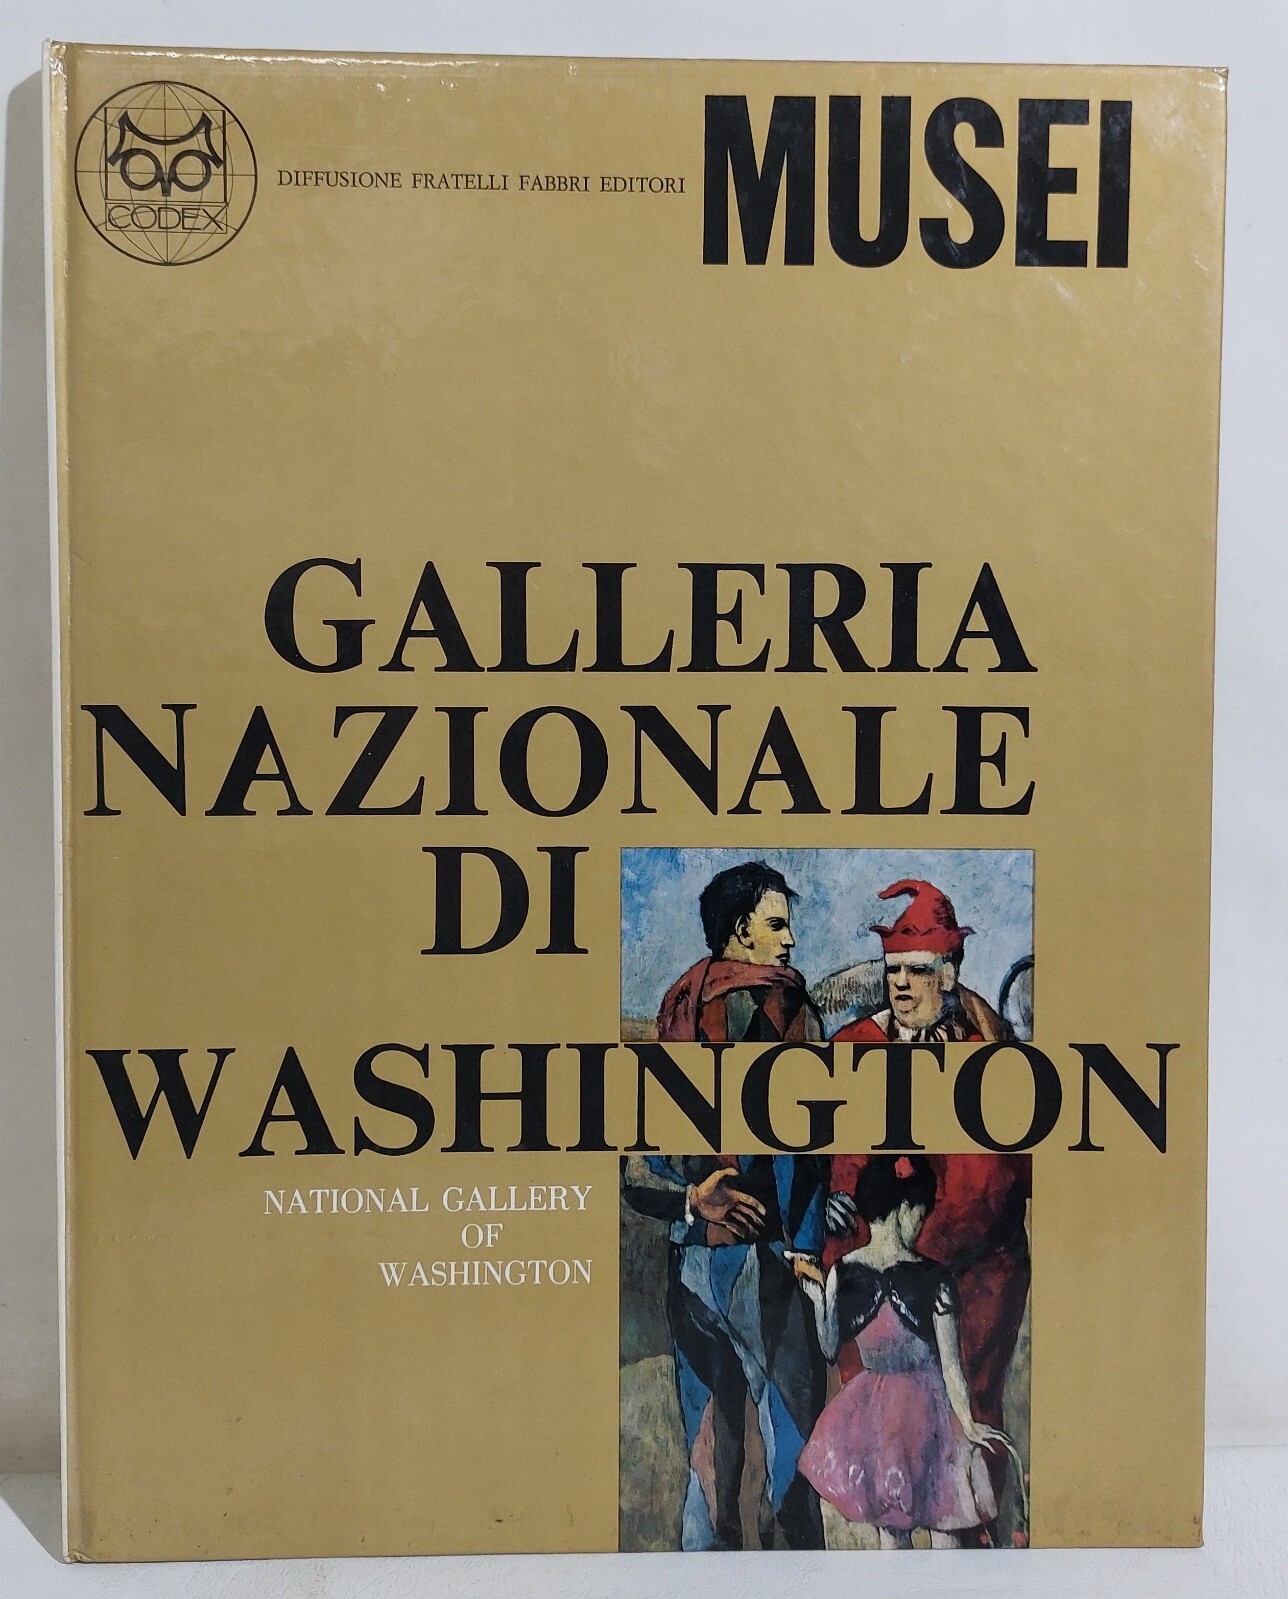 CODEX
DIFFUSIONE FRATELLI FABBRI EDITORI
MUSEI
GALLERIA
NAZIONALE
DI
WASHINGTON
NATIONAL GALLERY
OF
WASHINGTON